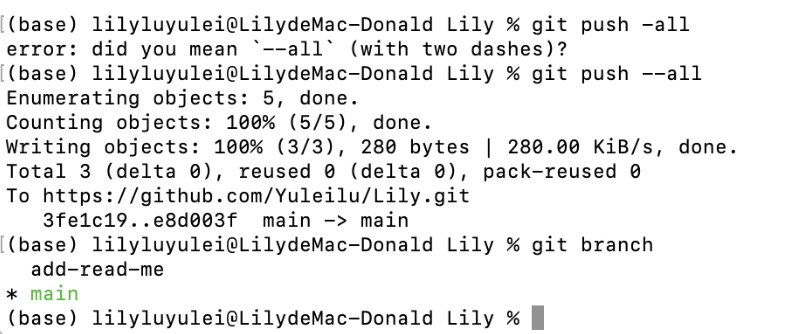 (base) lilyluyulei@LilydeMac-Donald Lily % git push -all
error: did you mean `--all` (with two dashes)?
(base) lilyluyulei@LilydeMac-Donald Lily % git push --all
Enumerating objects: 5, done.
Counting objects: 100% (5/5), done.
Writing objects: 100% (3/3), 280 bytes | 280.00 KiB/s, done.
Total 3 (delta 0), reused 0 (delta 0), pack-reused 0
To https://github.com/Yuleilu/Lily.git
   3fe1c19..e8d003f  main -> main
(base) lilyluyulei@LilydeMac-Donald Lily % git branch
  add-read-me
* main
(base) lilyluyulei@LilydeMac-Donald Lily %